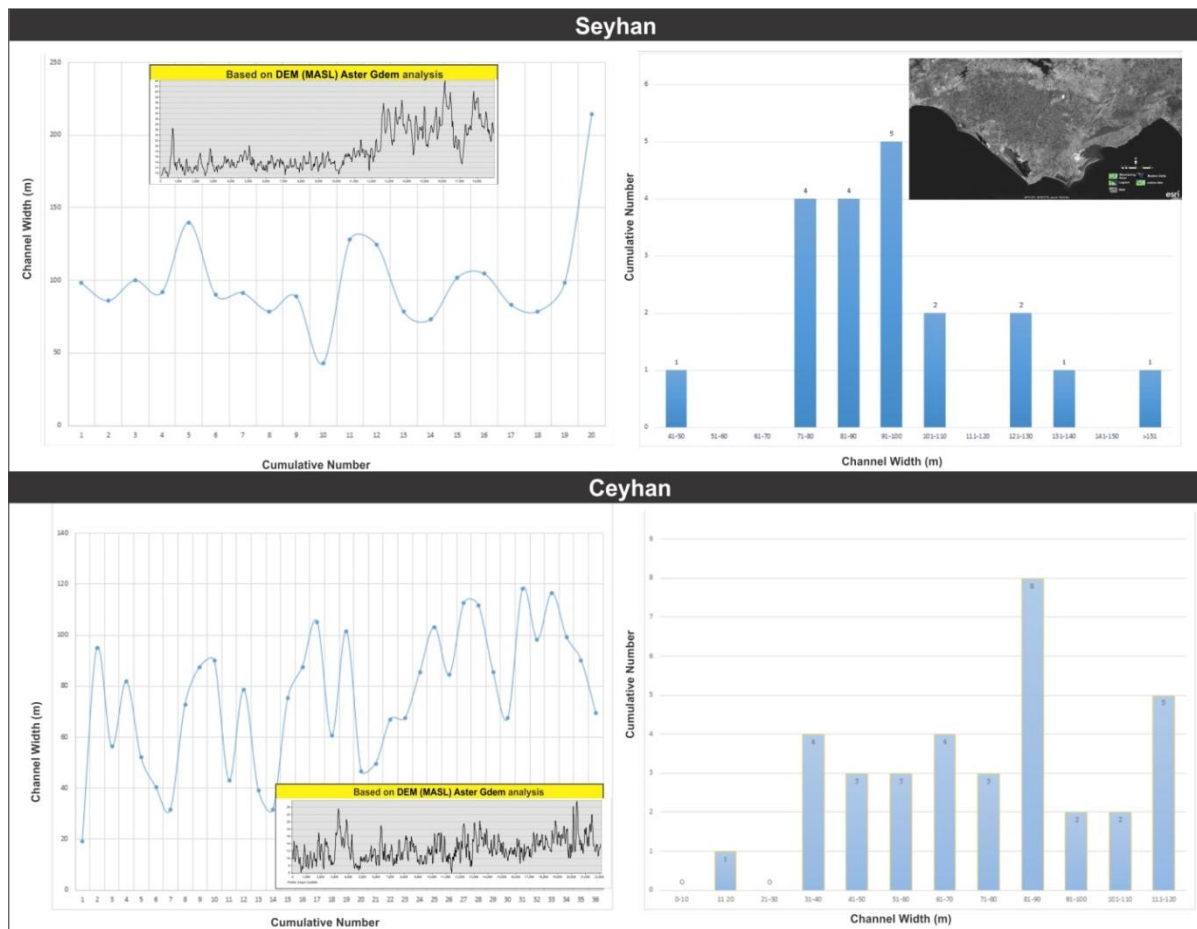 Seyhan
250
200
150
100
50
0
Channel Width (m)
Based on DEM (MASL) Aster Gdem analysis
1 2 3 4 5 6 7 8 9 10 11 12 13 14 15 16 17 18 19 20
Cumulative Number
6
5
4
3
2
1
0
Cumulative Number
1 4 4 5 2 2 1 1
41-50 51-60 61-70 71-80 81-90 91-100 101-110 111-120 121-130 131-140 141-150 >151
Channel Width (m)
esri
Ceyhan
140
120
100
80
60
40
20
0
Channel Width (m)
1 2 3 4 5 6 7 8 9 10 11 12 13 14 15 16 17 18 19 20 21 22 23 24 25 26 27 28 29 30 31 32 33 34 35 36
Based on DEM (MASL) Aster Gdem analysis
Cumulative Number
9
8
7
6
5
4
3
2
1
0
Cumulative Number
0 1 0 4 3 3 4 3 8 2 2 5
0-10 11 20 21-30 31-40 41-50 51-60 61-70 71-80 81-90 91-100 101-110 111-120
Channel Width (m)